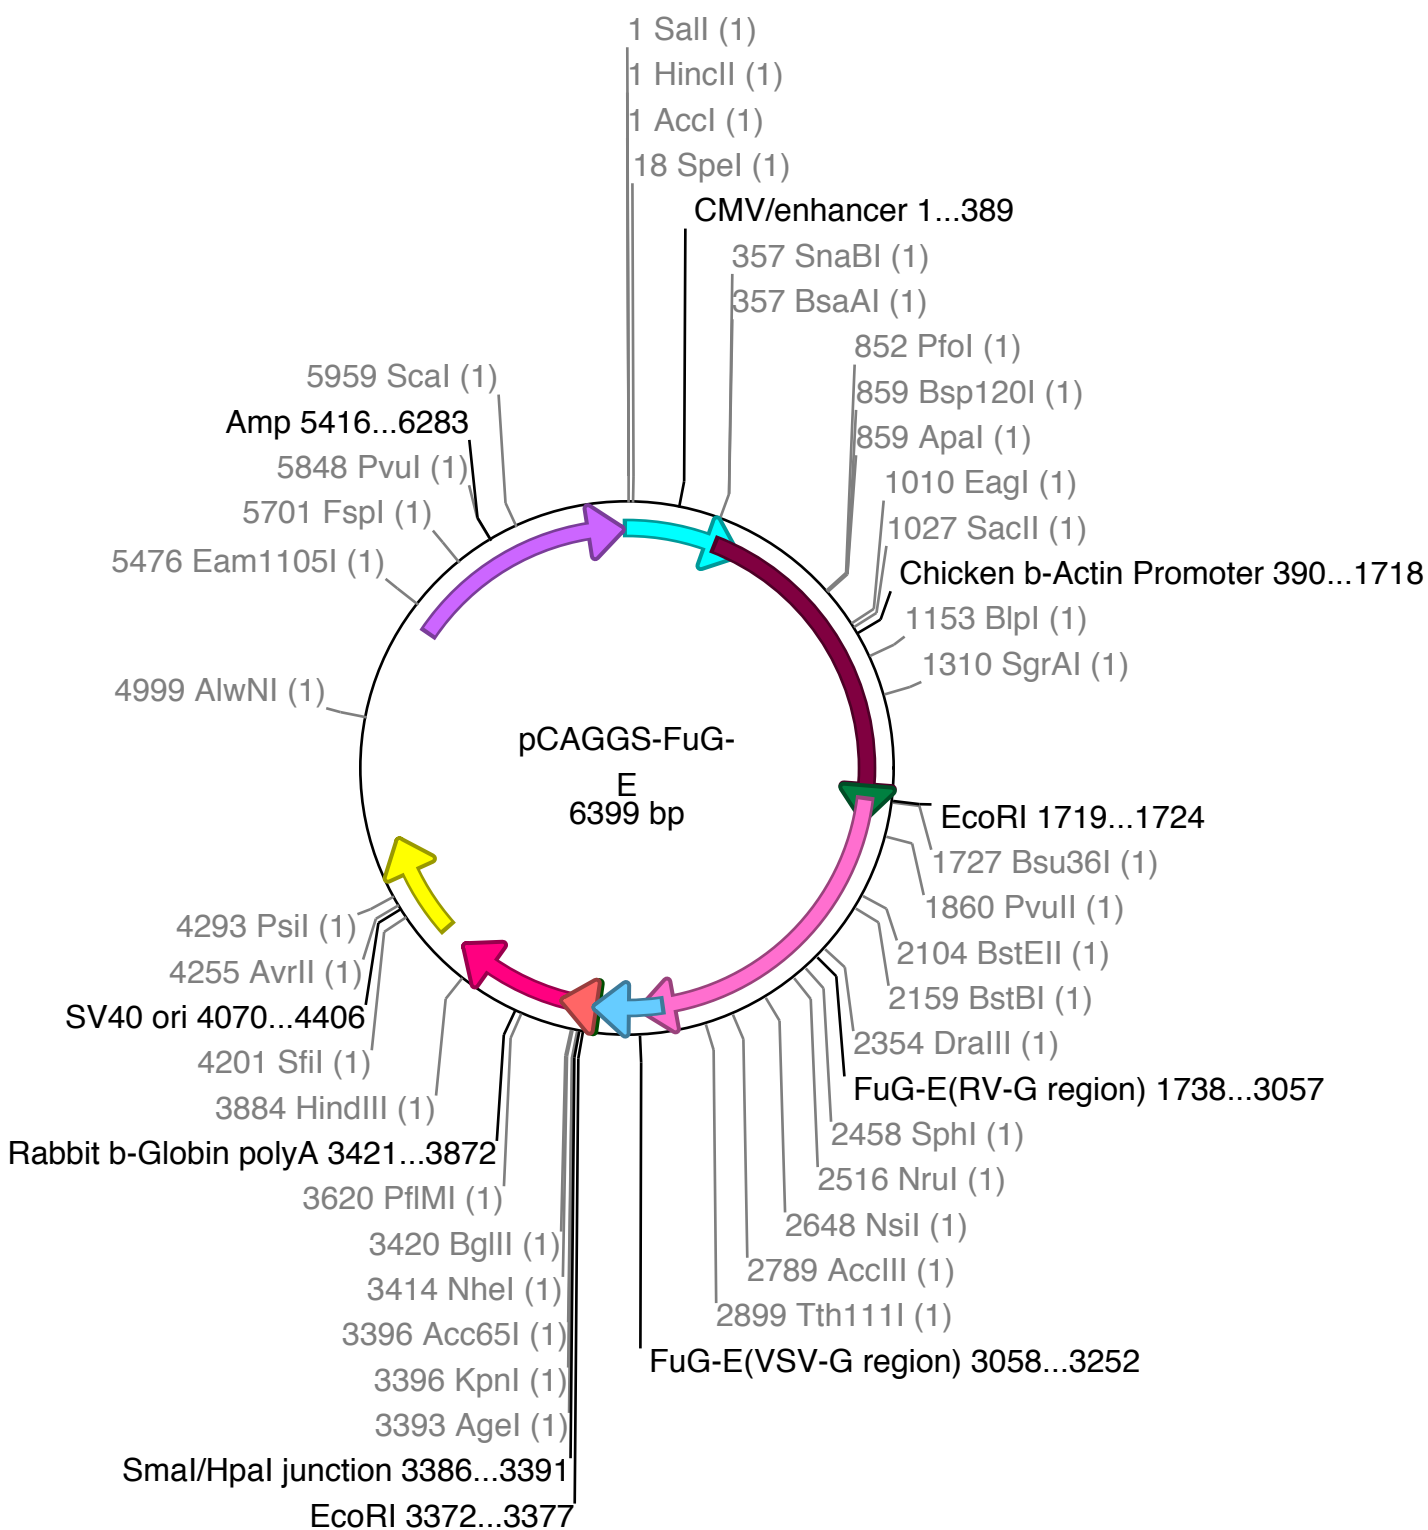 1 SalI (1)
1 HincII (1)
1 AccI (1)
18 SpeI (1)
CMV/enhancer 1...389
357 SnaBI (1)
357 BsaAI (1)
852 PfoI (1)
859 Bsp120I (1)
859 ApaI (1)
1010 EagI (1)
1027 SacII (1)
Chicken b-Actin Promoter 390...1718
1153 BlpI (1)
1310 SgrAI (1)
EcoRI 1719...1724
1727 Bsu36I (1)
1860 PvuII (1)
2104 BstEII (1)
2159 BstBI (1)
2354 DraIII (1)
FuG-E(RV-G region) 1738...3057
2458 SphI (1)
2516 NruI (1)
2648 NsiI (1)
2789 AccIII (1)
2899 Tth111I (1)
FuG-E(VSV-G region) 3058...3252
5959 ScaI (1)
Amp 5416...6283
5848 PvuI (1)
5701 FspI (1)
5476 Eam1105I (1)
4999 AlwNI (1)
pCAGGS-FuG-
E
6399 bp
4293 PsiI (1)
4255 AvrII (1)
SV40 ori 4070...4406
4201 SfiI (1)
3884 HindIII (1)
Rabbit b-Globin polyA 3421...3872
3620 PflMI (1)
3420 BglII (1)
3414 NheI (1)
3396 Acc65I (1)
3396 KpnI (1)
3393 AgeI (1)
SmaI/HpaI junction 3386...3391
EcoRI 3372...3377